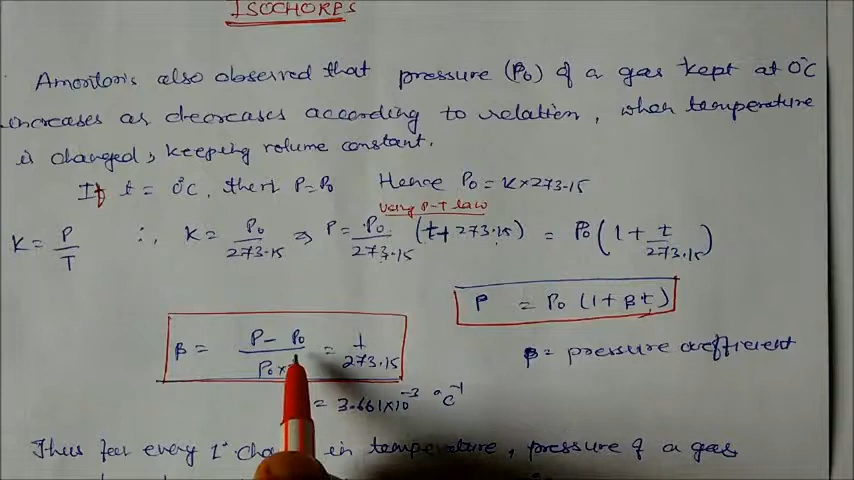 ISOCHORES
Amonton's also observed that pressure (P₀) of a gas kept at 0°C
increases as decreases according to relation, when temperature
is changed, keeping volume constant.
If t = 0°C, then P = P₀ Hence P₀ = K×273.15
Using P-T law
K = P/T ∴, K = P₀/273.15 ⇒ P = P₀/273.15 (t+273.15) = P₀(1 + t/273.15)
P = P₀ (1 + βt)
β = P - P₀/P₀× = 1/273.15
β = pressure coefficient
= 3.661×10⁻³ °C⁻¹
Thus for every 1° in temperature, pressure of a gas